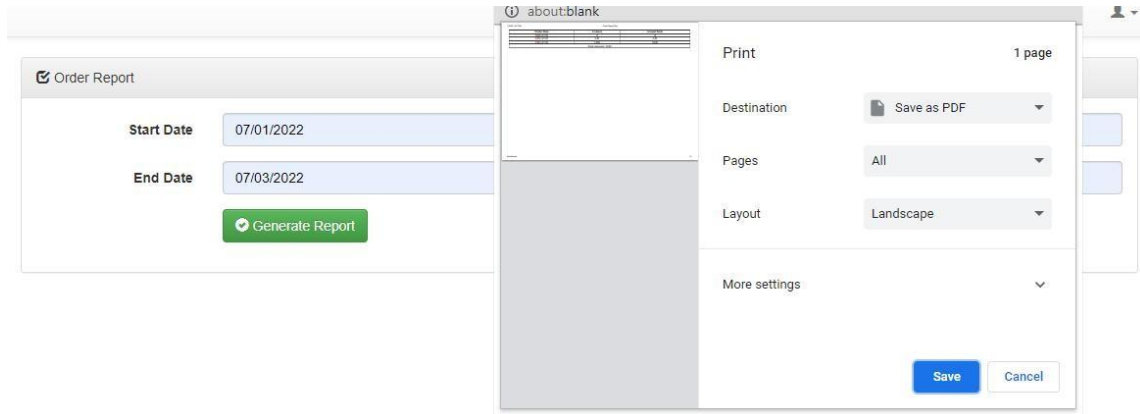 about:blank
Order Report
Start Date 07/01/2022
End Date 07/03/2022
Generate Report
Print 1 page
Destination Save as PDF
Pages All
Layout Landscape
More settings
Save Cancel